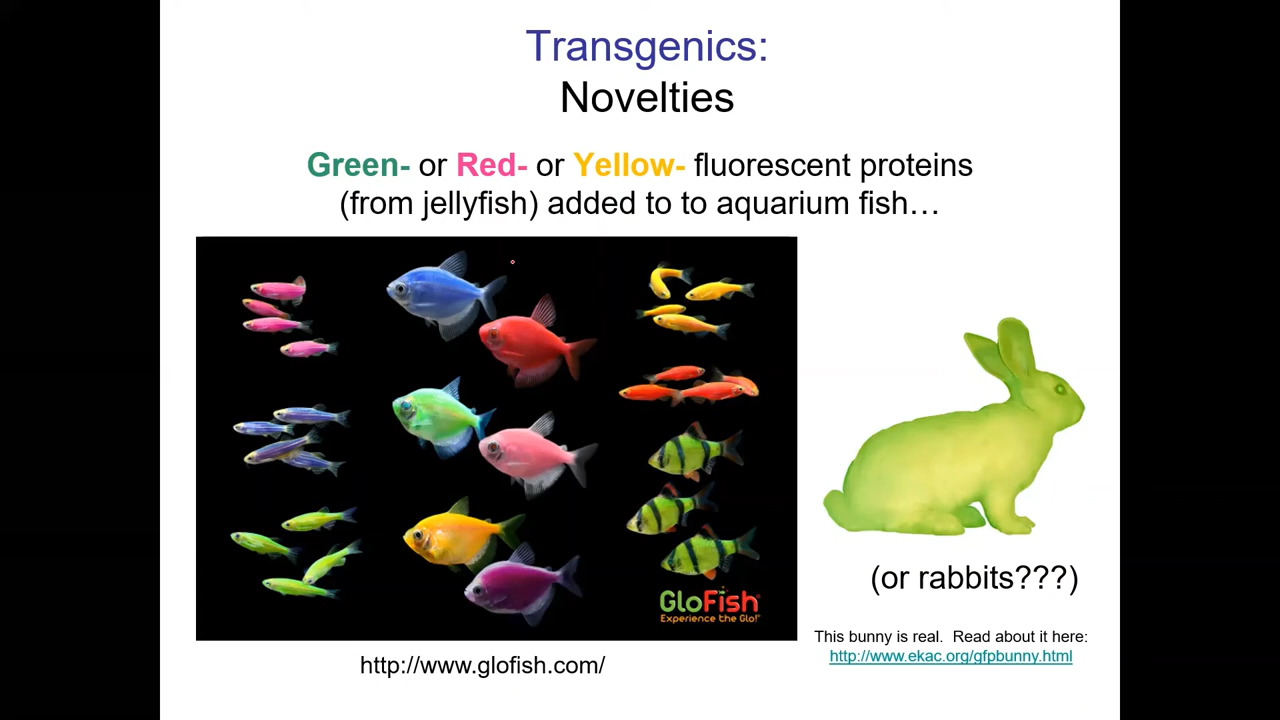 Transgenics:
Novelties
Green- or Red- or Yellow- fluorescent proteins
(from jellyfish) added to to aquarium fish…
GloFish®
Experience the Glo!®
(or rabbits???)
This bunny is real.  Read about it here:
http://www.ekac.org/gfpbunny.html
http://www.glofish.com/